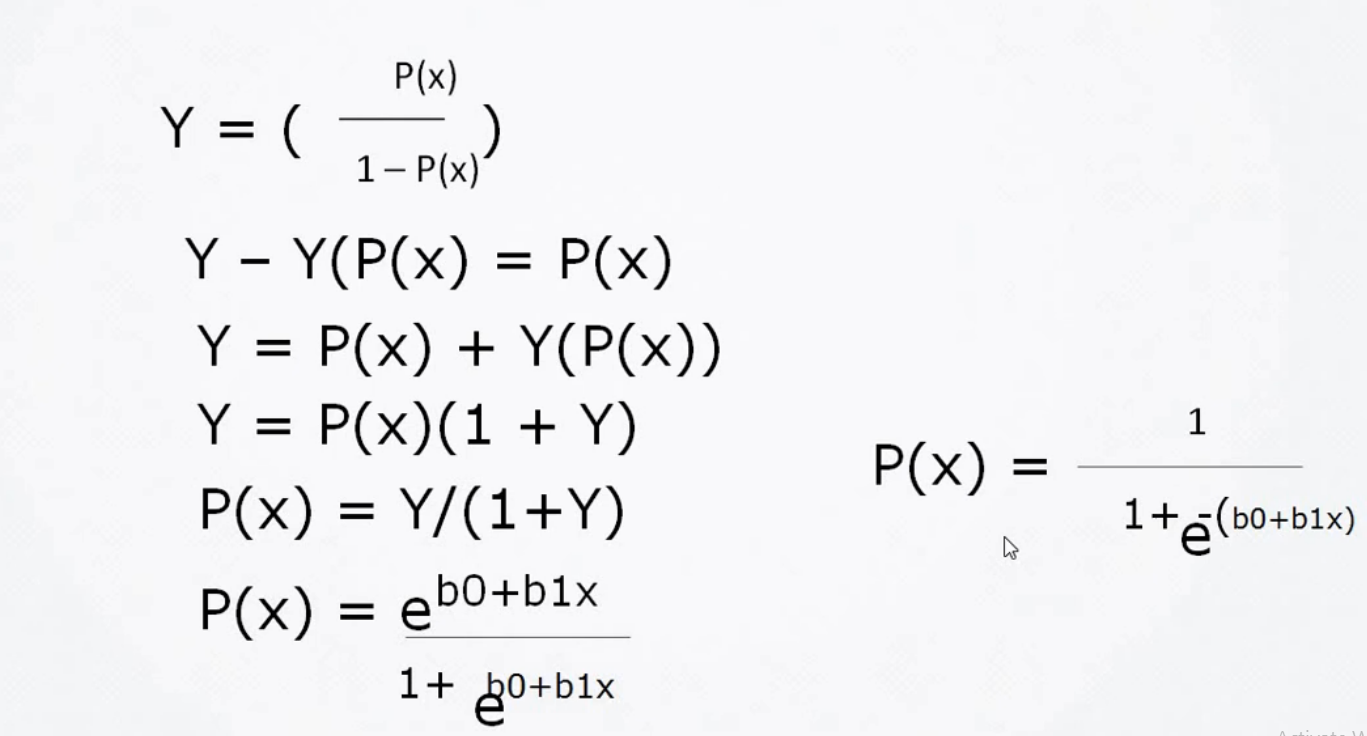 P(x)
Y = ( )
1 – P(x)
Y – Y(P(x) = P(x)
Y = P(x) + Y(P(x))
Y = P(x)(1 + Y)
P(x) = Y/(1+Y)
P(x) = e^b0+b1x
1+ e^b0+b1x
1
P(x) =
1+e^-(b0+b1x)